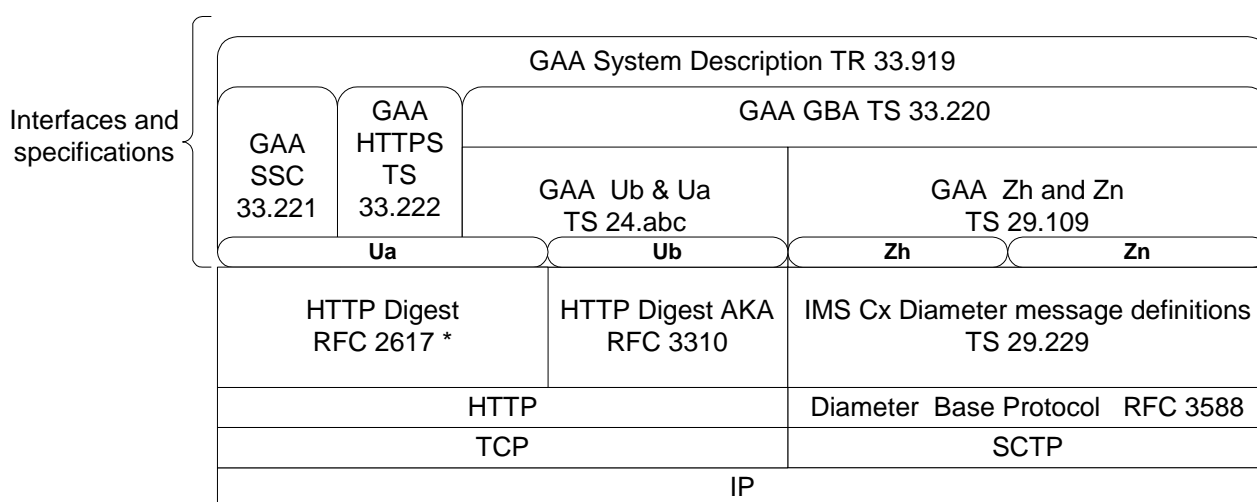 GAA System Description TR 33.919
Interfaces and
specifications
GAA
SSC
33.221
GAA
HTTPS
TS
33.222
GAA GBA TS 33.220
GAA Ub & Ua
TS 24.abc
GAA Zh and Zn
TS 29.109
Ua
Ub
Zh
Zn
HTTP Digest
RFC 2617 *
HTTP Digest AKA
RFC 3310
IMS Cx Diameter message definitions
TS 29.229
HTTP
Diameter Base Protocol RFC 3588
TCP
SCTP
IP